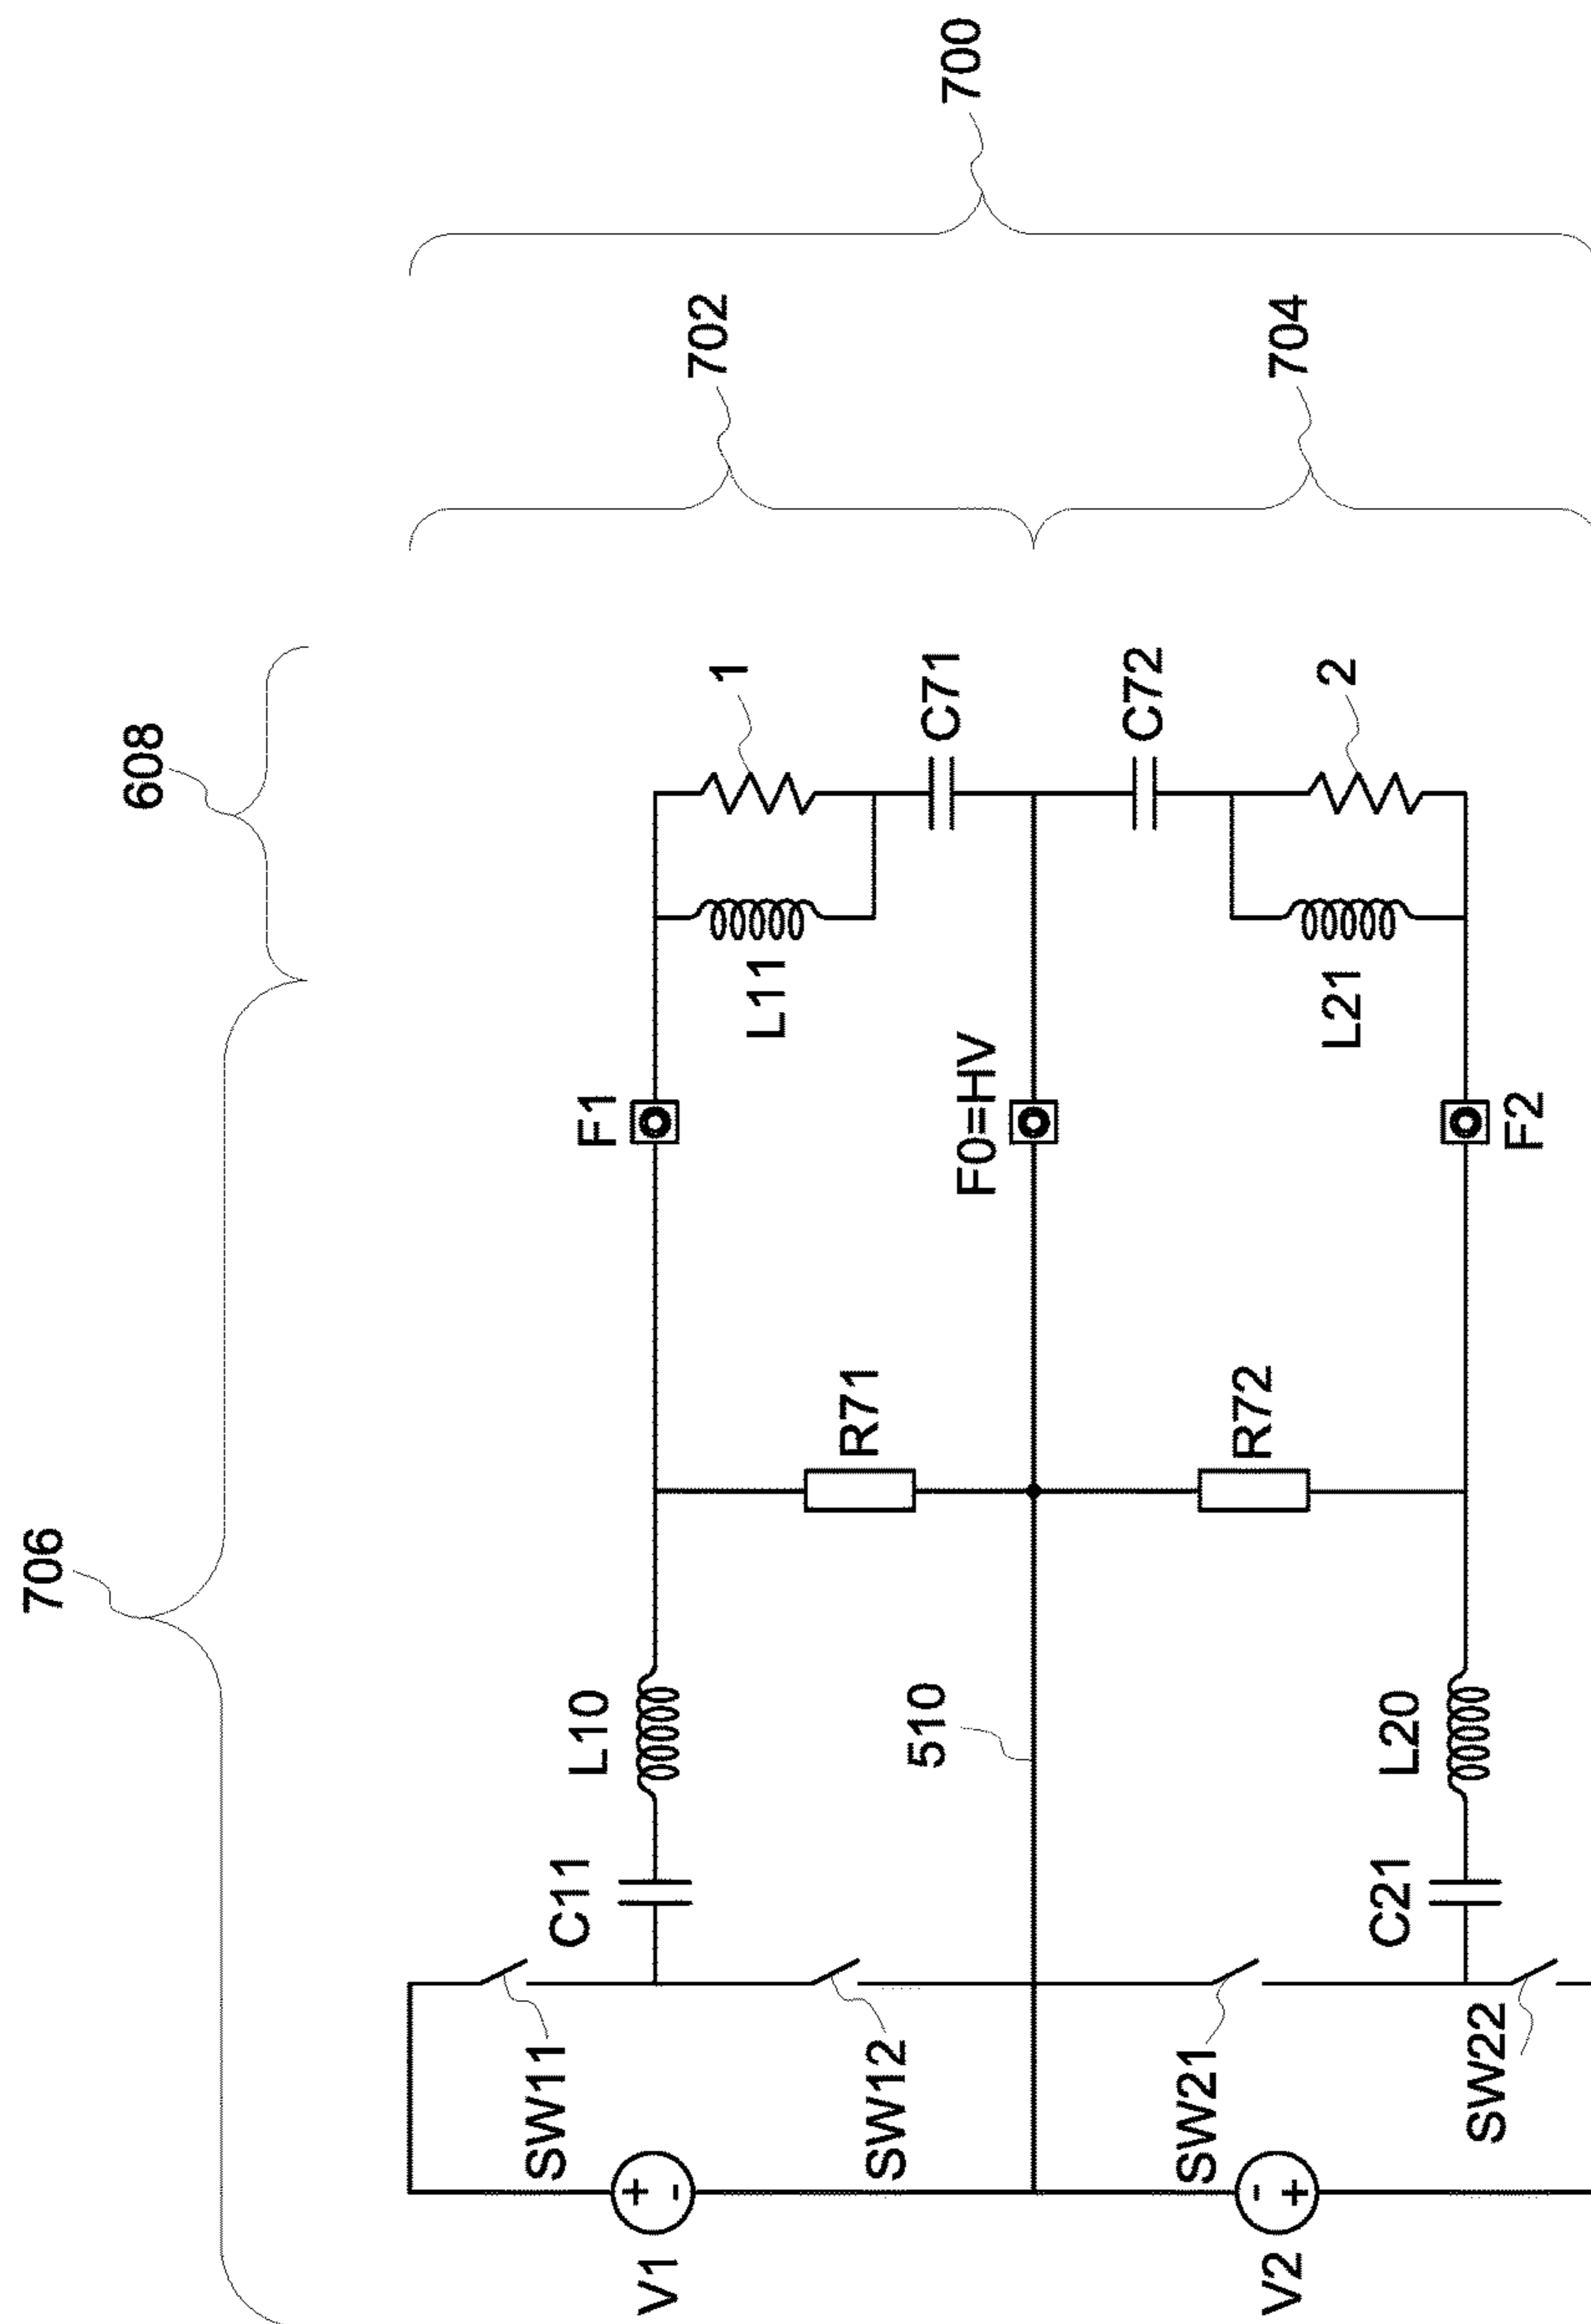 706
608
700
702
704
V1
+
-
V2
-
+
SW11
SW12
SW21
SW22
C11
L10
C21
L20
510
R71
R72
F1
F0=HV
F2
L11
L21
1
C71
C72
2